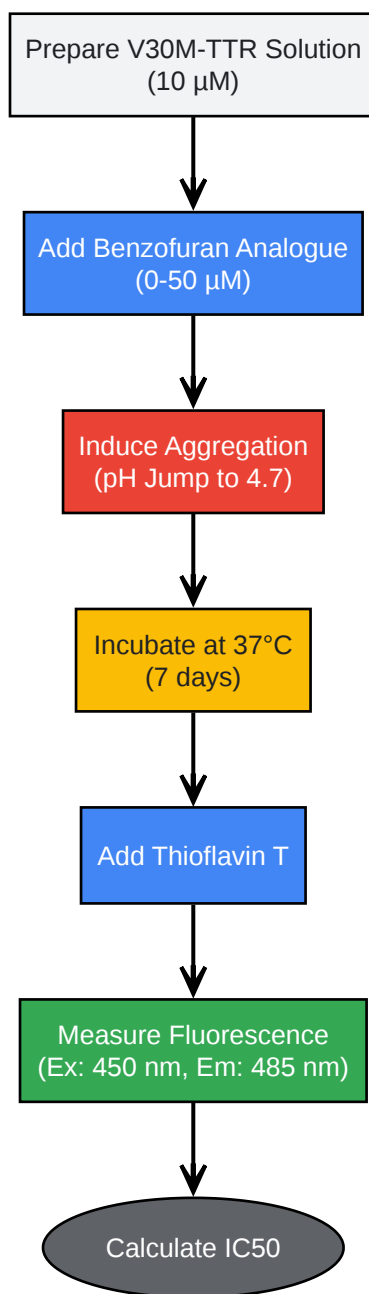 Prepare V30M-TTR Solution
(10 µM)
Add Benzofuran Analogue
(0-50 µM)
Induce Aggregation
(pH Jump to 4.7)
Incubate at 37°C
(7 days)
Add Thioflavin T
Measure Fluorescence
(Ex: 450 nm, Em: 485 nm)
Calculate IC50